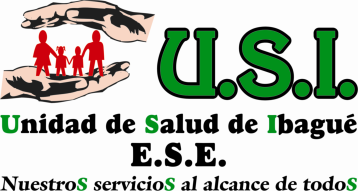 U.S.I.
Unidad de Salud de Ibagué
E.S.E.
NuestroS servicioS al alcance de todoS